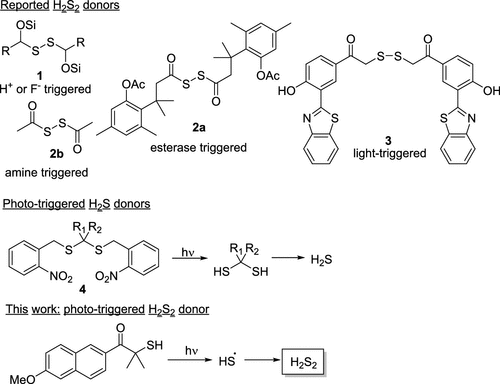 Reported H₂S₂ donors
OSi
R S S R
OSi
1
H⁺ or F⁻ triggered
O
S S
O
2b
amine triggered
O
OAc S S OAc
O
2a
esterase triggered
O O
S S
HO OH
N N
S S
3
light-triggered
Photo-triggered H₂S donors
R₁ R₂
S S
NO₂ O₂N
4
hν
R₁ R₂
HS SH
H₂S
This work: photo-triggered H₂S₂ donor
O
SH
MeO
hν
HS•
H₂S₂